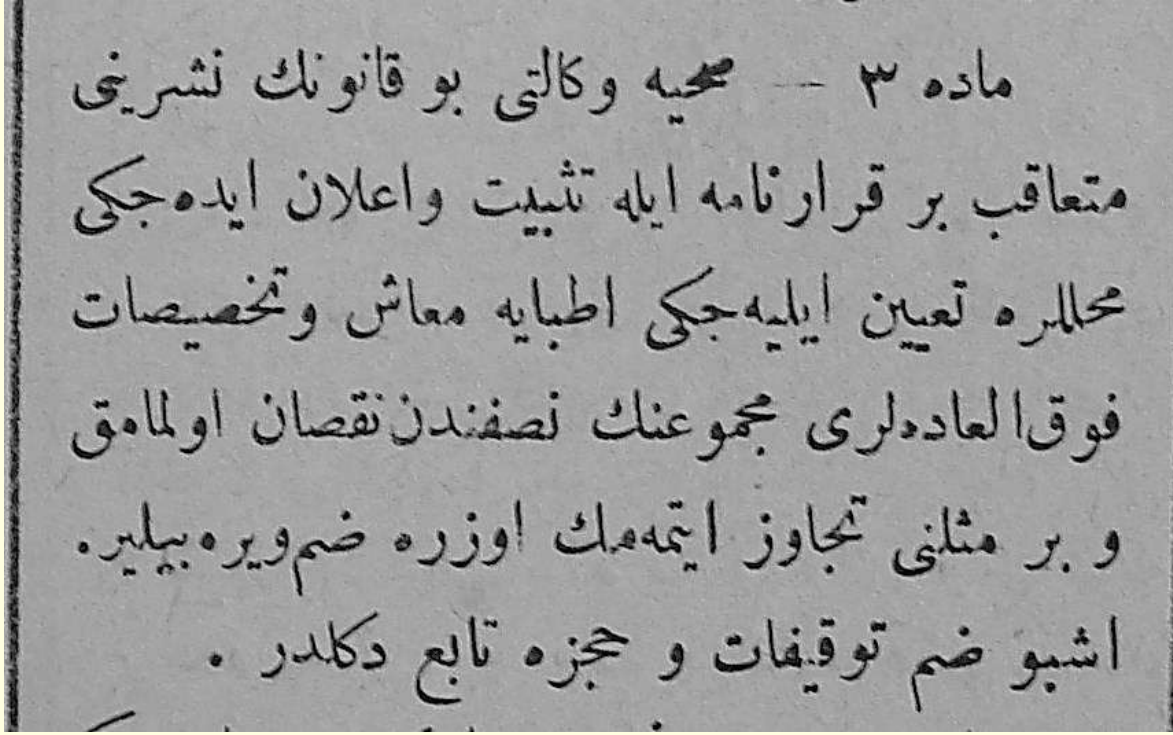 ماده ٣ — صحیه وكالتی بو قانونك نشرینی
متعاقب بر قرارنامه ایله تثبیت واعلان ایده جکی
محللره تعیین ایلیه جکی اطبایه معاش وتخصیصات
فوق العاده لری مجموعنك نصفندن نقصان اولمامق
و بر مثلنی تجاوز ایتمه مك اوزره ضم ویره بیلیر.
اشبو ضم توقیفات و حجزه تابع دکلدر .